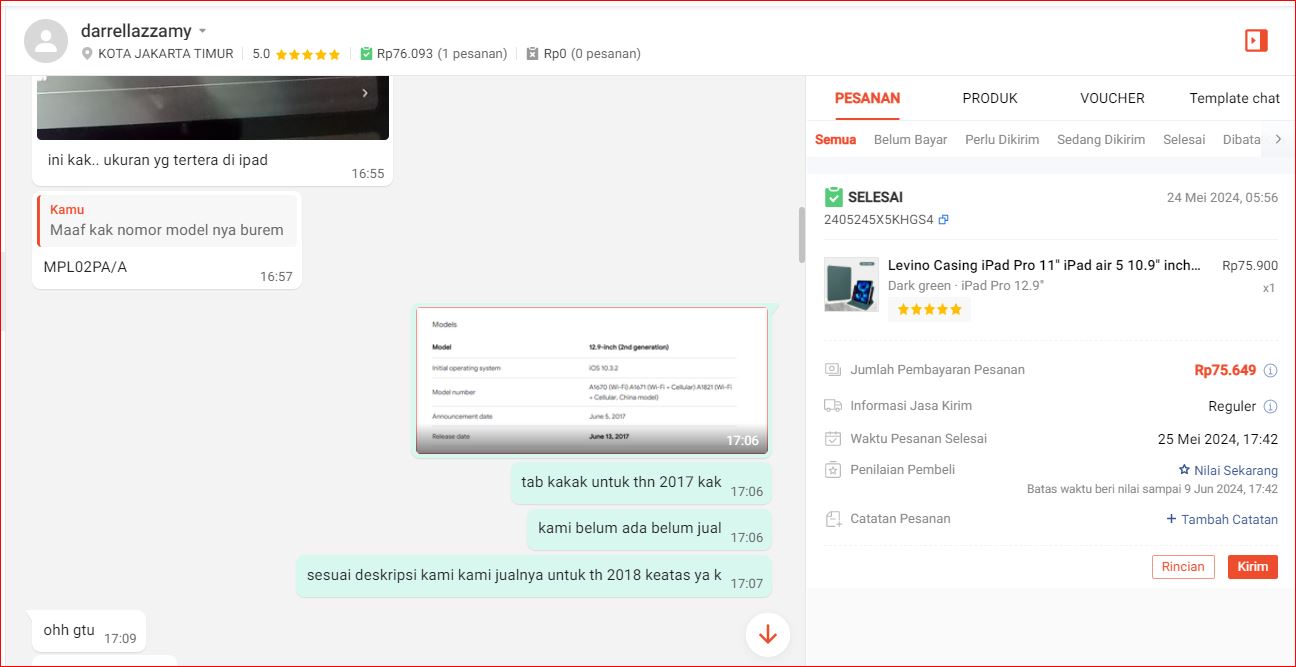 darrellazzamy
KOTA JAKARTA TIMUR
5.0
Rp76.093 (1 pesanan)
Rp0 (0 pesanan)
ini kak.. ukuran yg tertera di ipad
16:55
Kamu
Maaf kak nomor model nya burem
MPL02PA/A
16:57
Models
Model 12.9-inch (2nd generation)
Initial operating system iOS 10.3.2
Model number A1670 (Wi-Fi) A1671 (Wi-Fi + Cellular) A1821 (Wi-Fi
+ Cellular, China model)
Announcement date June 5, 2017
Release date June 13, 2017
17:06
tab kakak untuk thn 2017 kak
17:06
kami belum ada belum jual
17:06
sesuai deskripsi kami kami jualnya untuk th 2018 keatas ya k
17:07
ohh gtu
17:09
PESANAN
PRODUK
VOUCHER
Template chat
Semua
Belum Bayar
Perlu Dikirim
Sedang Dikirim
Selesai
Dibata
SELESAI
24 Mei 2024, 05:56
2405245X5KHGS4
Levino Casing iPad Pro 11" iPad air 5 10.9" inch...
Rp75.900
Dark green · iPad Pro 12.9"
x1
Jumlah Pembayaran Pesanan
Rp75.649
Informasi Jasa Kirim
Reguler
Waktu Pesanan Selesai
25 Mei 2024, 17:42
Penilaian Pembeli
Nilai Sekarang
Batas waktu beri nilai sampai 9 Jun 2024, 17:42
Catatan Pesanan
+ Tambah Catatan
Rincian
Kirim